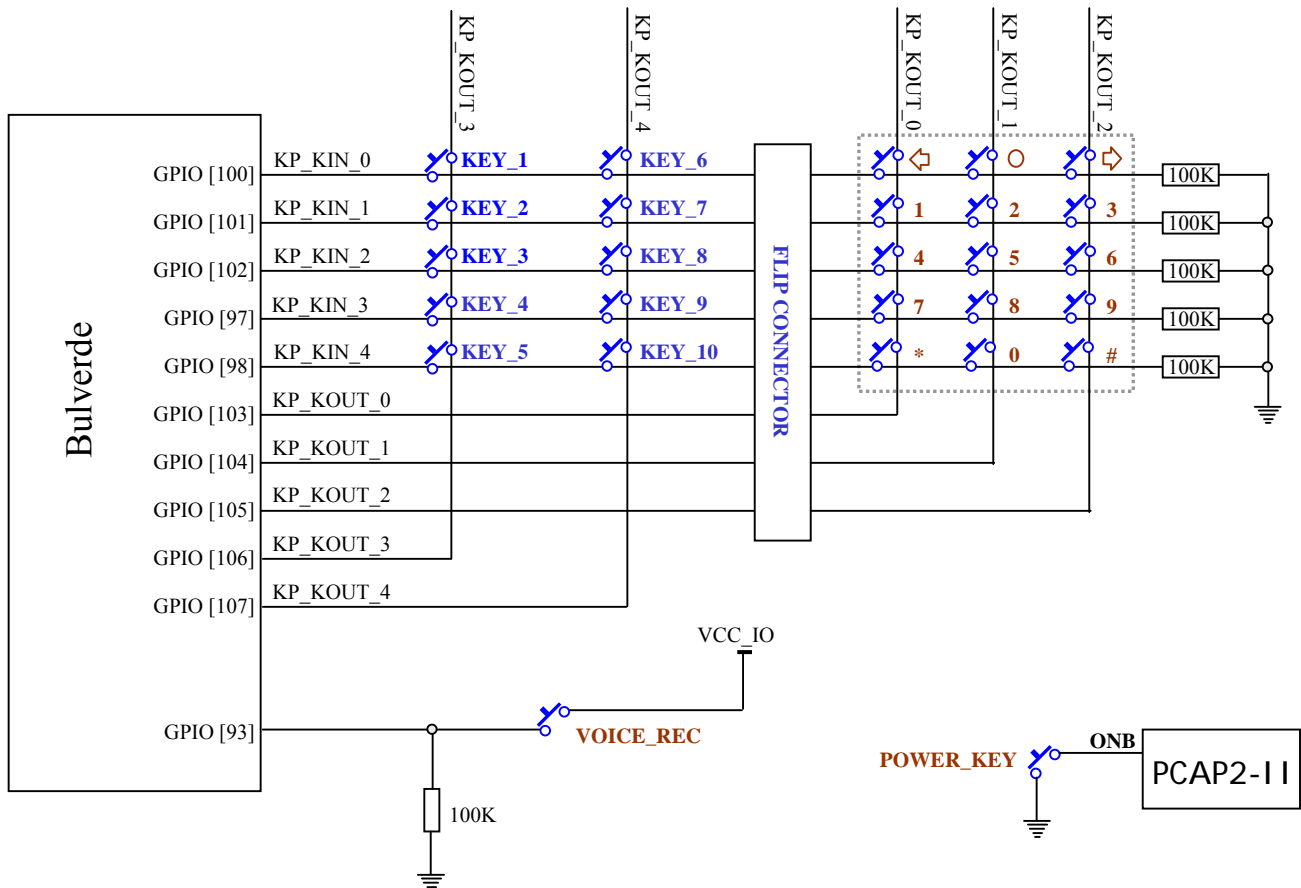 KP_KOUT_3
KP_KOUT_4
KP_KOUT_0
KP_KOUT_1
KP_KOUT_2
Bulverde
GPIO [100] KP_KIN_0 KEY_1 KEY_6 100K
GPIO [101] KP_KIN_1 KEY_2 KEY_7 1 2 3 100K
GPIO [102] KP_KIN_2 KEY_3 KEY_8 4 5 6 100K
GPIO [97] KP_KIN_3 KEY_4 KEY_9 7 8 9 100K
GPIO [98] KP_KIN_4 KEY_5 KEY_10 * 0 # 100K
FLIP CONNECTOR
GPIO [103] KP_KOUT_0
GPIO [104] KP_KOUT_1
GPIO [105] KP_KOUT_2
GPIO [106] KP_KOUT_3
GPIO [107] KP_KOUT_4
VCC_IO
GPIO [93]
VOICE_REC
100K
POWER_KEY
ONB
PCAP2-II